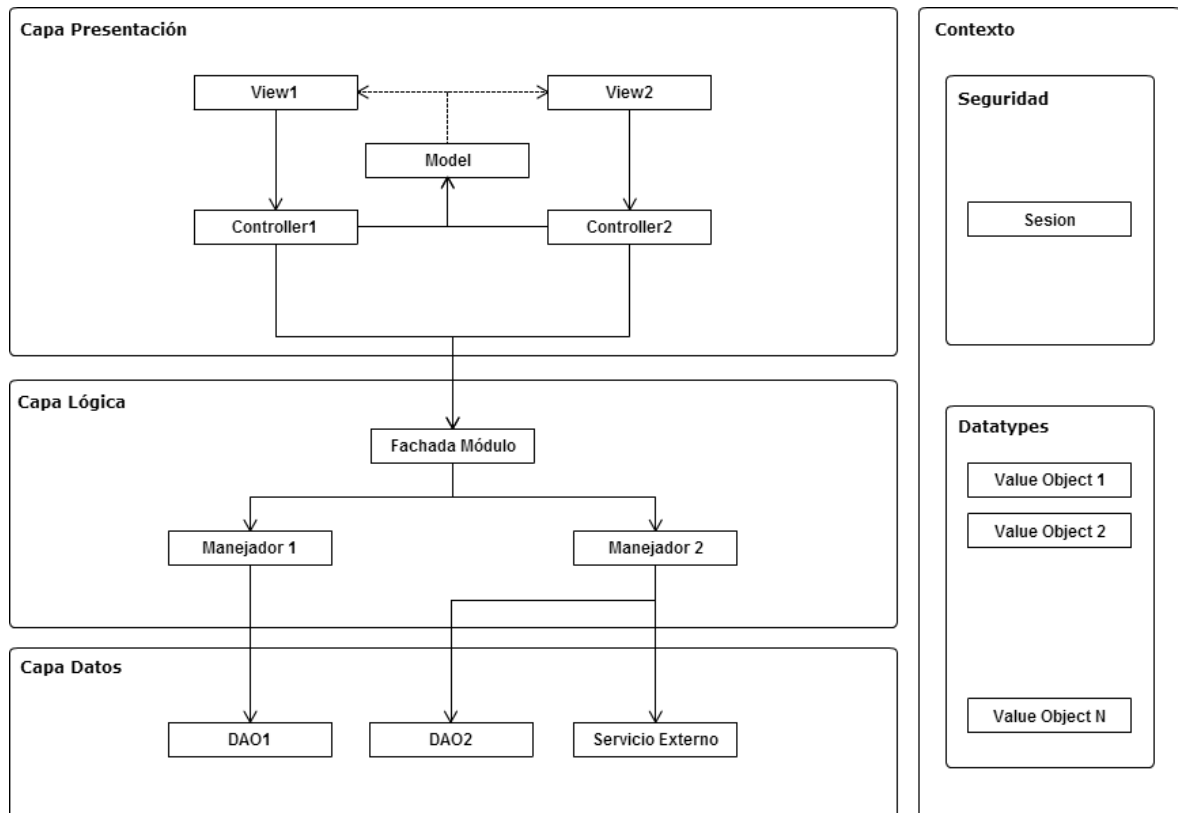 Capa Presentación
View1
View2
Model
Controller1
Controller2
Capa Lógica
Fachada Módulo
Manejador 1
Manejador 2
Capa Datos
DAO1
DAO2
Servicio Externo
Contexto
Seguridad
Sesion
Datatypes
Value Object 1
Value Object 2
Value Object N